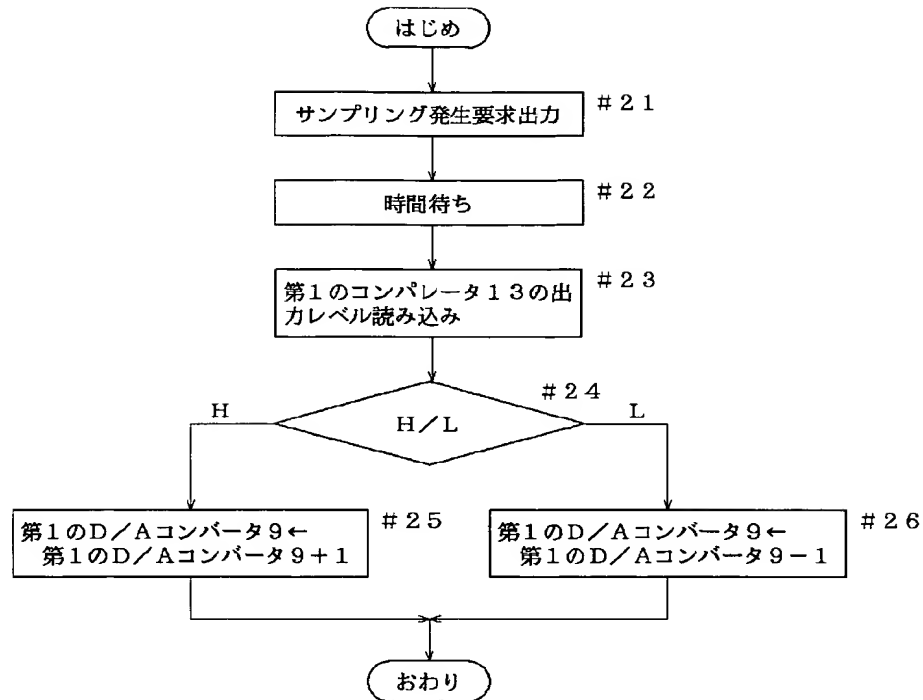 はじめ
サンプリング発生要求出力
#21
時間待ち
#22
第1のコンパレータ13の出
力レベル読み込み
#23
#24
H
H/L
L
第1のD/Aコンバータ9←
第1のD/Aコンバータ9+1
#25
第1のD/Aコンバータ9←
第1のD/Aコンバータ9-1
#26
おわり